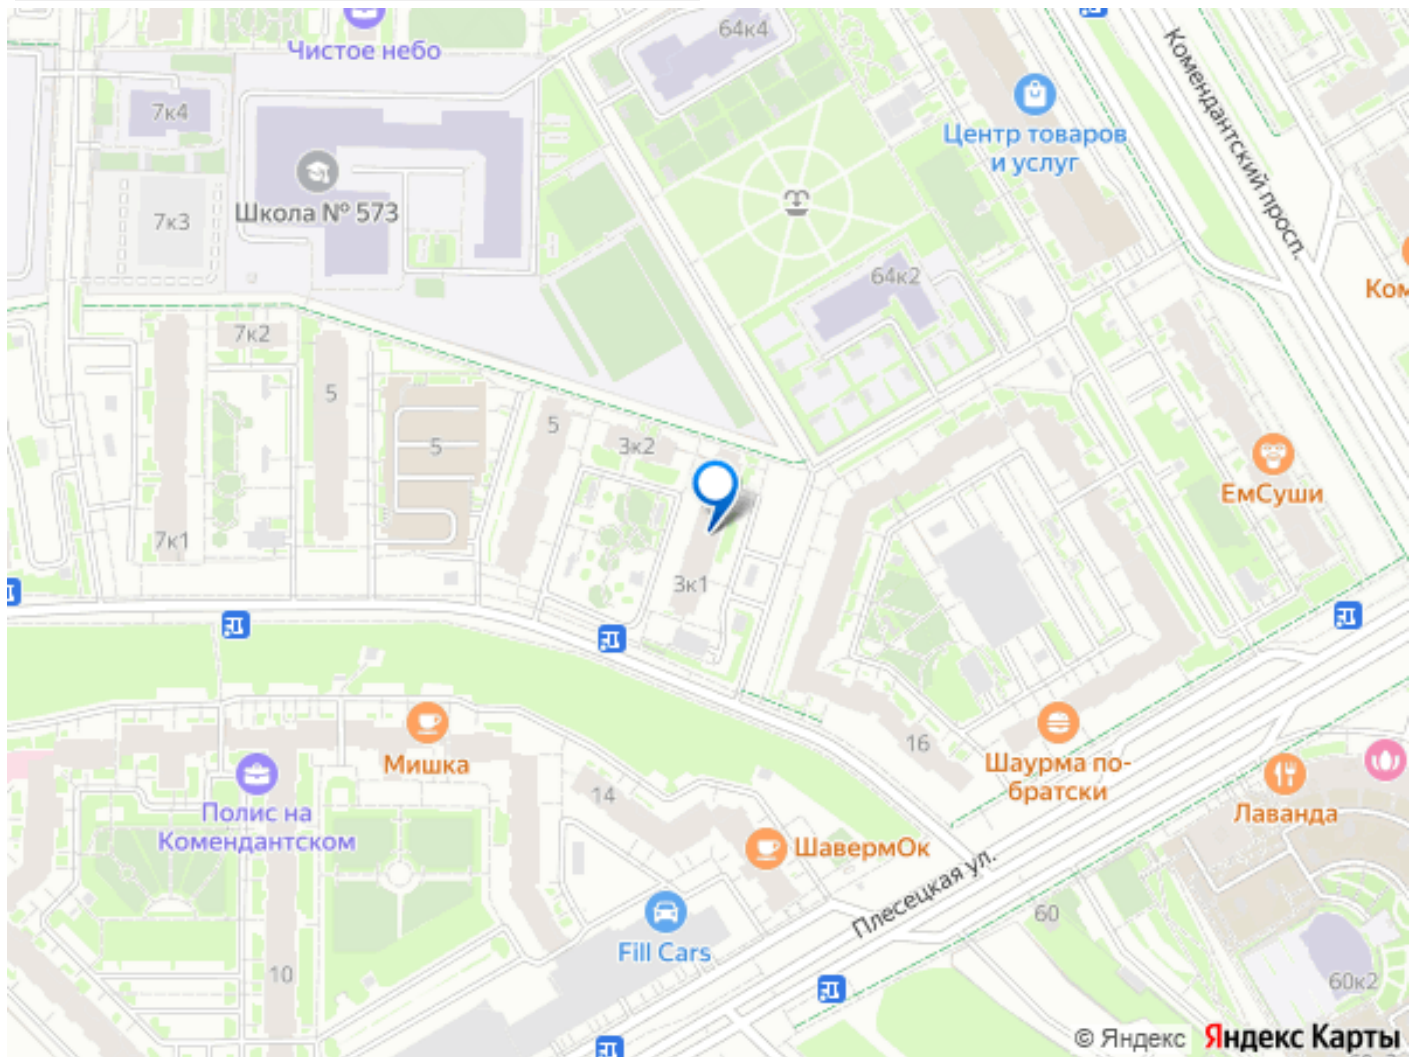 64к4
Чистое небо
Комендантский просп.
7к4
Центр товаров
и услуг
Школа № 573
7к3
64к2
Ком
7к2
5
5
5
3к2
ЕмСуши
7к1
3к1
16
Шаурма по-
братски
Мишка
14
Полис на
Комендантском
Лаванда
ШавермОк
Плесецкая ул.
60
Fill Cars
10
60к2
© Яндекс Яндекс Карты